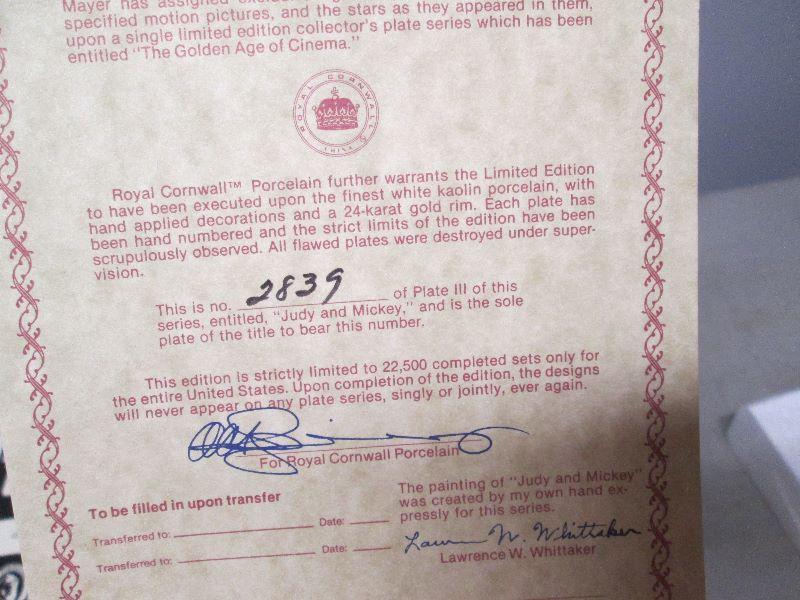 Mayer has assigned
specified motion pictures, and the stars as they appeared in them,
upon a single limited edition collector's plate series which has been
entitled "The Golden Age of Cinema."
ROYAL CORNWALL
Royal Cornwall™ Porcelain further warrants the Limited Edition
to have been executed upon the finest white kaolin porcelain, with
hand applied decorations and a 24-karat gold rim. Each plate has
been hand numbered and the strict limits of the edition have been
scrupulously observed. All flawed plates were destroyed under super-
vision.
This is no. 2839 of Plate III of this
series, entitled, "Judy and Mickey," and is the sole
plate of the title to bear this number.
This edition is strictly limited to 22,500 completed sets only for
the entire United States. Upon completion of the edition, the designs
will never appear on any plate series, singly or jointly, ever again.
For Royal Cornwall Porcelain
To be filled in upon transfer
Transferred to: Date:
Transferred to: Date:
The painting of "Judy and Mickey"
was created by my own hand ex-
pressly for this series.
Lawrence W. Whittaker
Lawrence W. Whittaker